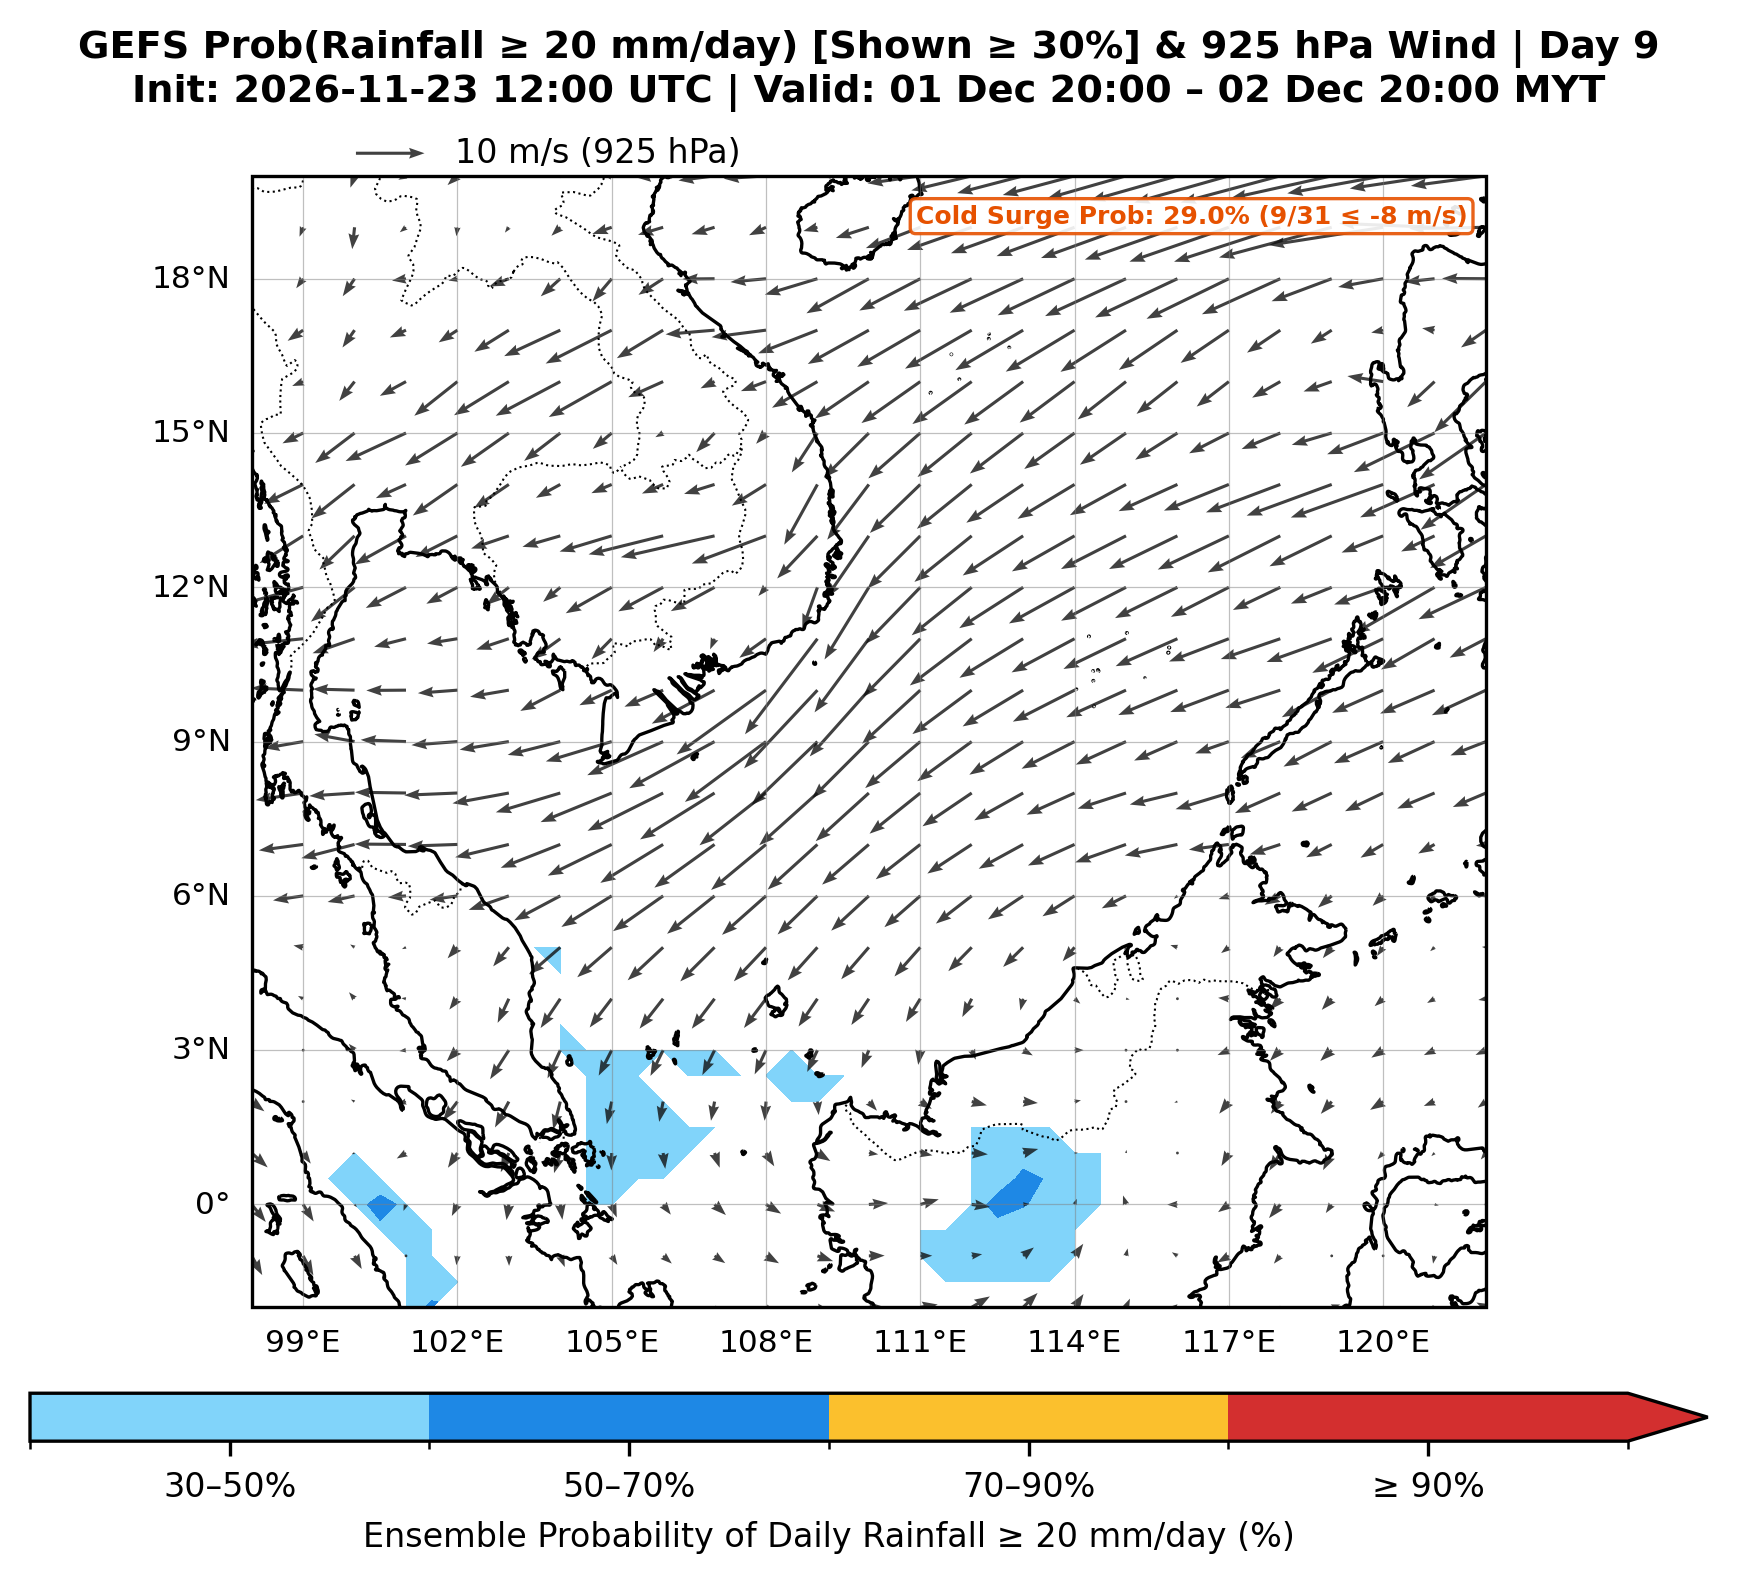 GEFS Prob(Rainfall ≥ 20 mm/day) [Shown ≥ 30%] & 925 hPa Wind | Day 9
Init: 2026-11-23 12:00 UTC | Valid: 01 Dec 20:00 – 02 Dec 20:00 MYT
10 m/s (925 hPa)
Cold Surge Prob: 29.0% (9/31 ≤ -8 m/s)
18°N
15°N
12°N
9°N
6°N
3°N
0°
99°E 102°E 105°E 108°E 111°E 114°E 117°E 120°E
30–50% 50–70% 70–90% ≥ 90%
Ensemble Probability of Daily Rainfall ≥ 20 mm/day (%)